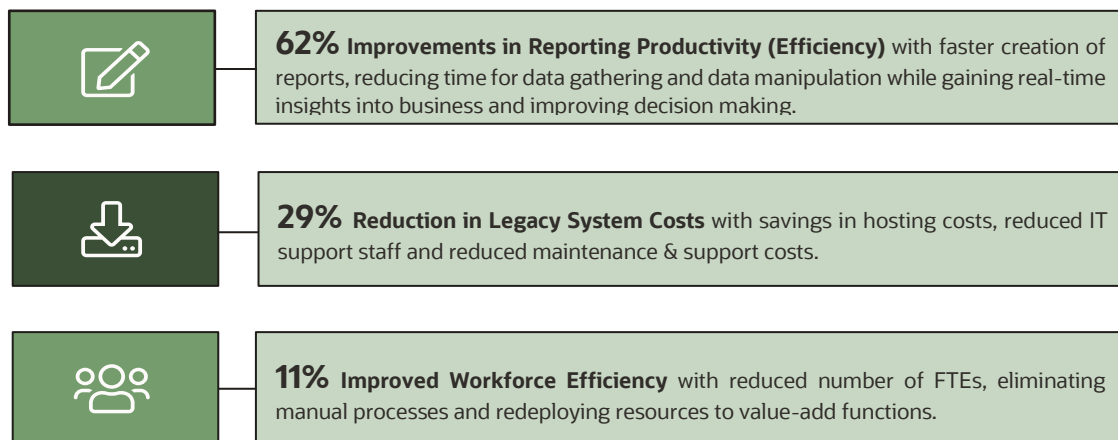 62% Improvements in Reporting Productivity (Efficiency) with faster creation of
reports, reducing time for data gathering and data manipulation while gaining real-time
insights into business and improving decision making.
29% Reduction in Legacy System Costs with savings in hosting costs, reduced IT
support staff and reduced maintenance & support costs.
11% Improved Workforce Efficiency with reduced number of FTEs, eliminating
manual processes and redeploying resources to value-add functions.